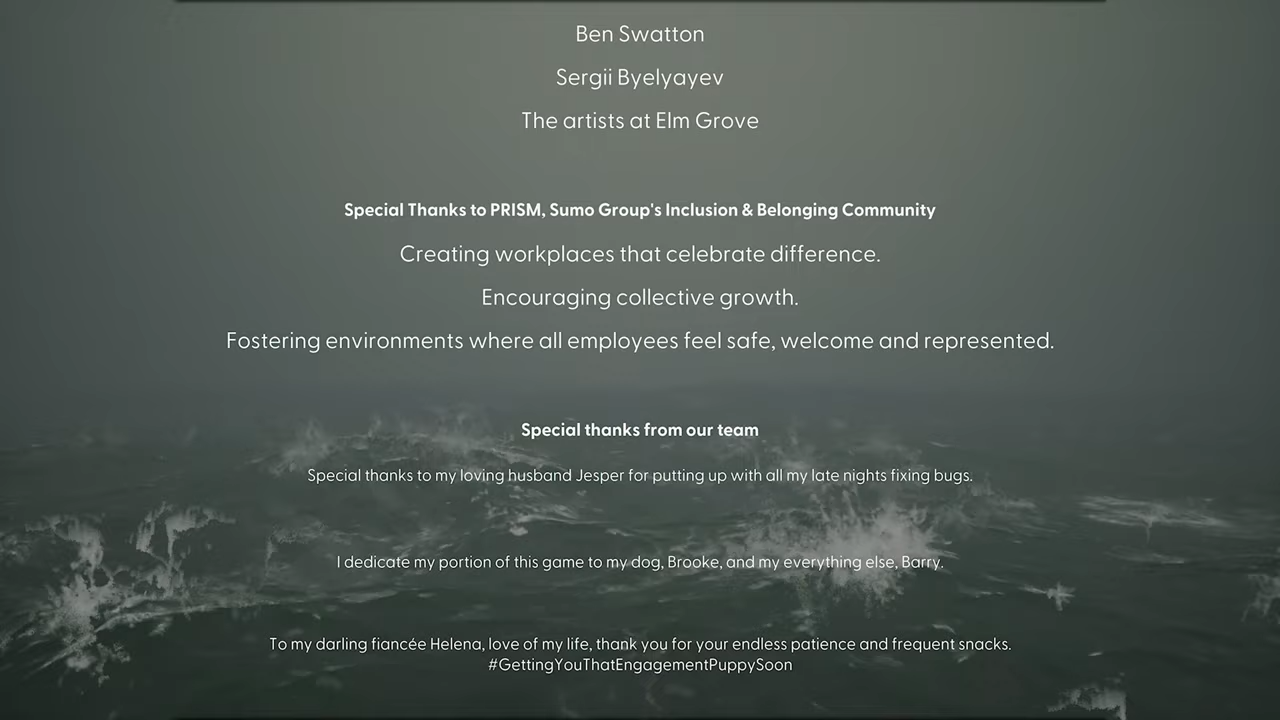 Ben Swatton
Sergii Byelyayev
The artists at Elm Grove
Special Thanks to PRISM, Sumo Group's Inclusion & Belonging Community
Creating workplaces that celebrate difference.
Encouraging collective growth.
Fostering environments where all employees feel safe, welcome and represented.
Special thanks from our team
Special thanks to my loving husband Jesper for putting up with all my late nights fixing bugs.
I dedicate my portion of this game to my dog, Brooke, and my everything else, Barry.
To my darling fiancée Helena, love of my life, thank you for your endless patience and frequent snacks.
#GettingYouThatEngagementPuppySoon